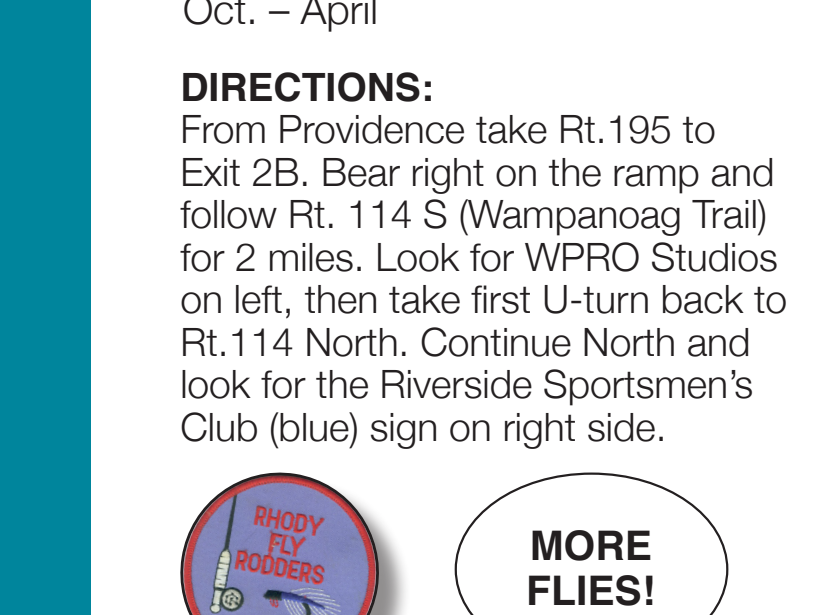 Oct. – April
DIRECTIONS:
From Providence take Rt.195 to
Exit 2B. Bear right on the ramp and
follow Rt. 114 S (Wampanoag Trail)
for 2 miles. Look for WPRO Studios
on left, then take first U-turn back to
Rt.114 North. Continue North and
look for the Riverside Sportsmen’s
Club (blue) sign on right side.
RHODY
FLY
RODDERS
MORE
FLIES!